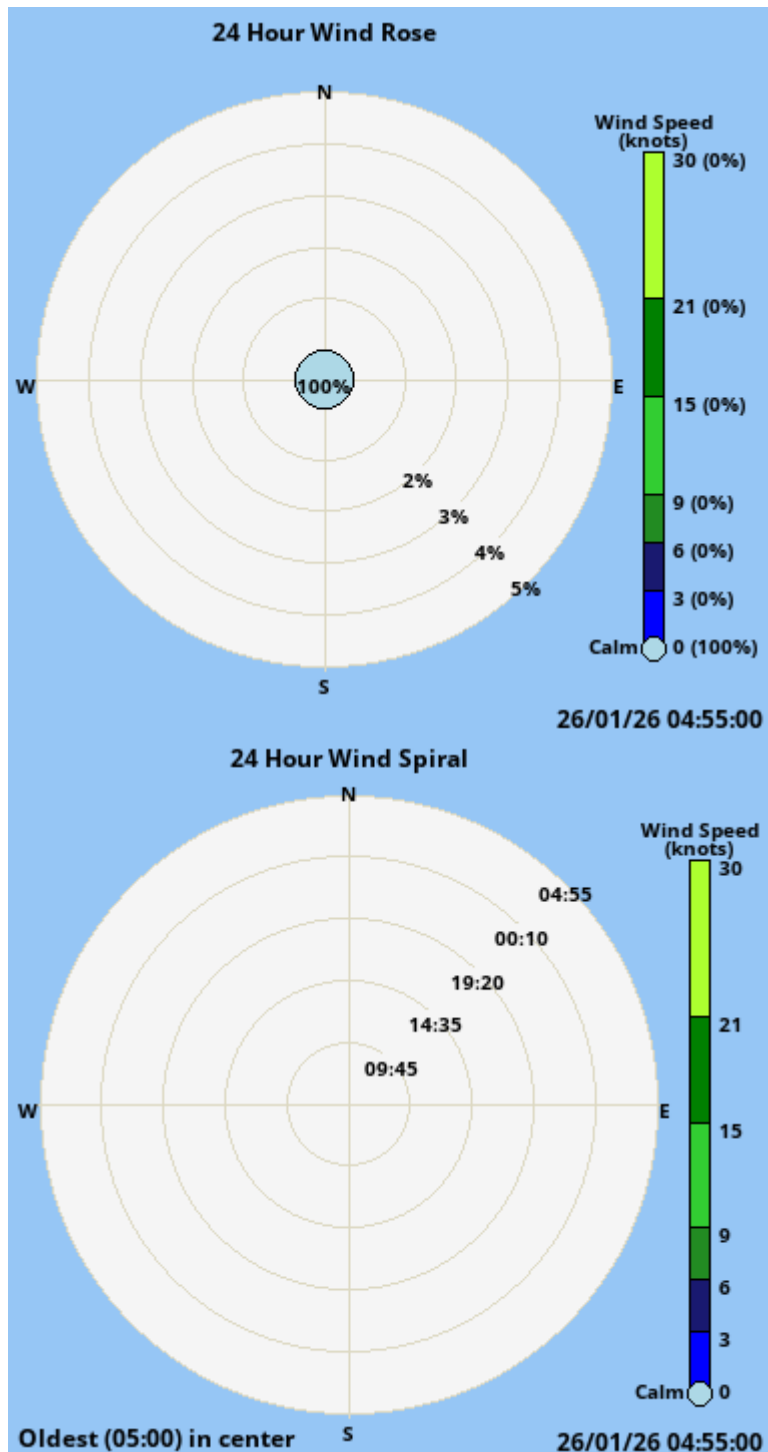 24 Hour Wind Rose
N
Wind Speed
(knots)
30 (0%)
21 (0%)
W
100%
E
15 (0%)
2%
9 (0%)
3%
4%
6 (0%)
5%
3 (0%)
Calm 0 (100%)
S
26/01/26 04:55:00
24 Hour Wind Spiral
N
Wind Speed
(knots)
30
04:55
00:10
19:20
21
14:35
09:45
W
E
15
9
6
3
Calm 0
S
Oldest (05:00) in center
26/01/26 04:55:00